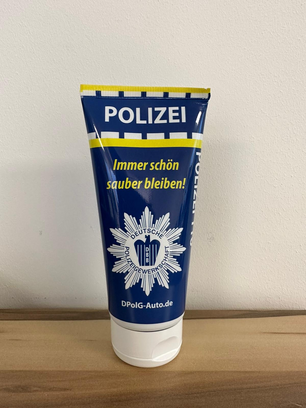 POLIZEI
Immer schön
sauber bleiben!
DEUTSCHE
POLIZEIGEWERKSCHAFT
DPolG-Auto.de